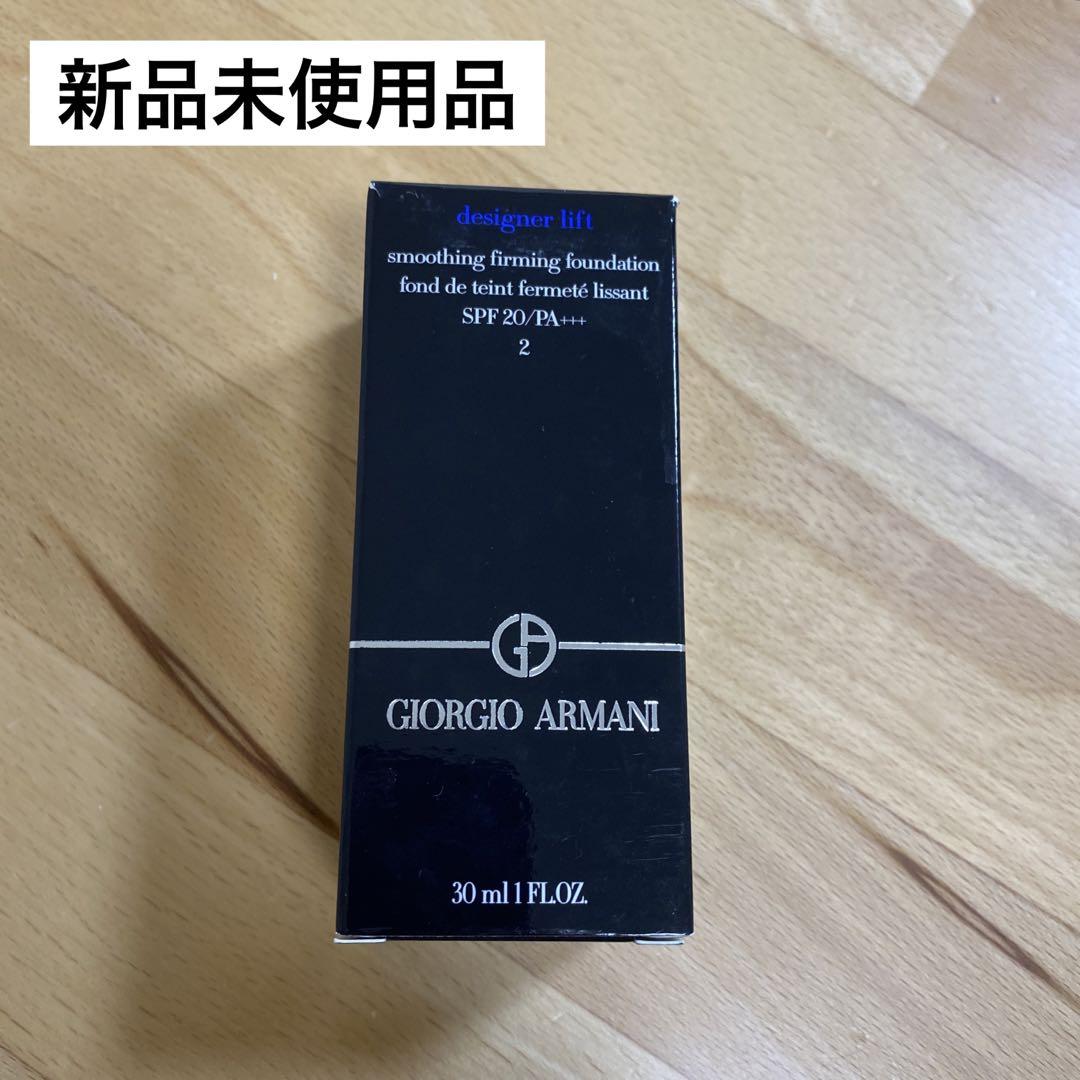 新品未使用品
designer lift
smoothing firming foundation
fond de teint fermeté lissant
SPF 20/PA+++
2
GA
GIORGIO ARMANI
30 ml 1 FL.OZ.